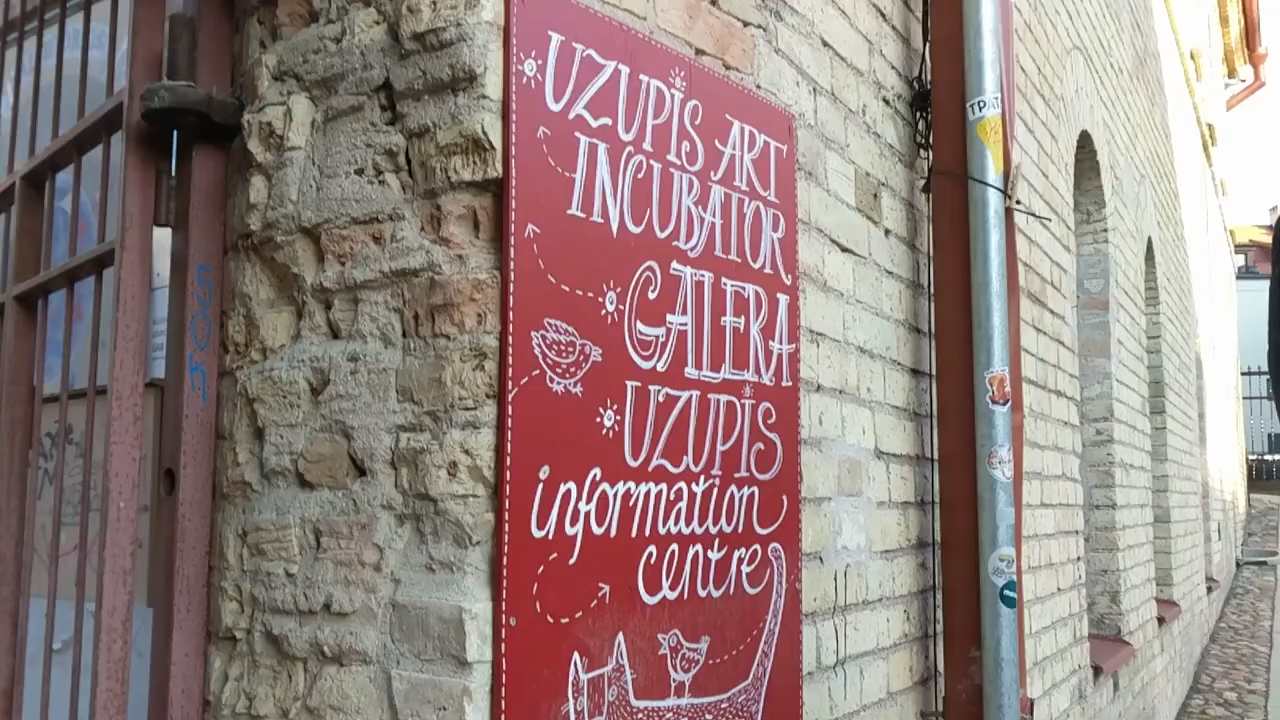 UZUPIS ART
INCUBATOR
GALERA
UZUPIS
information
centre